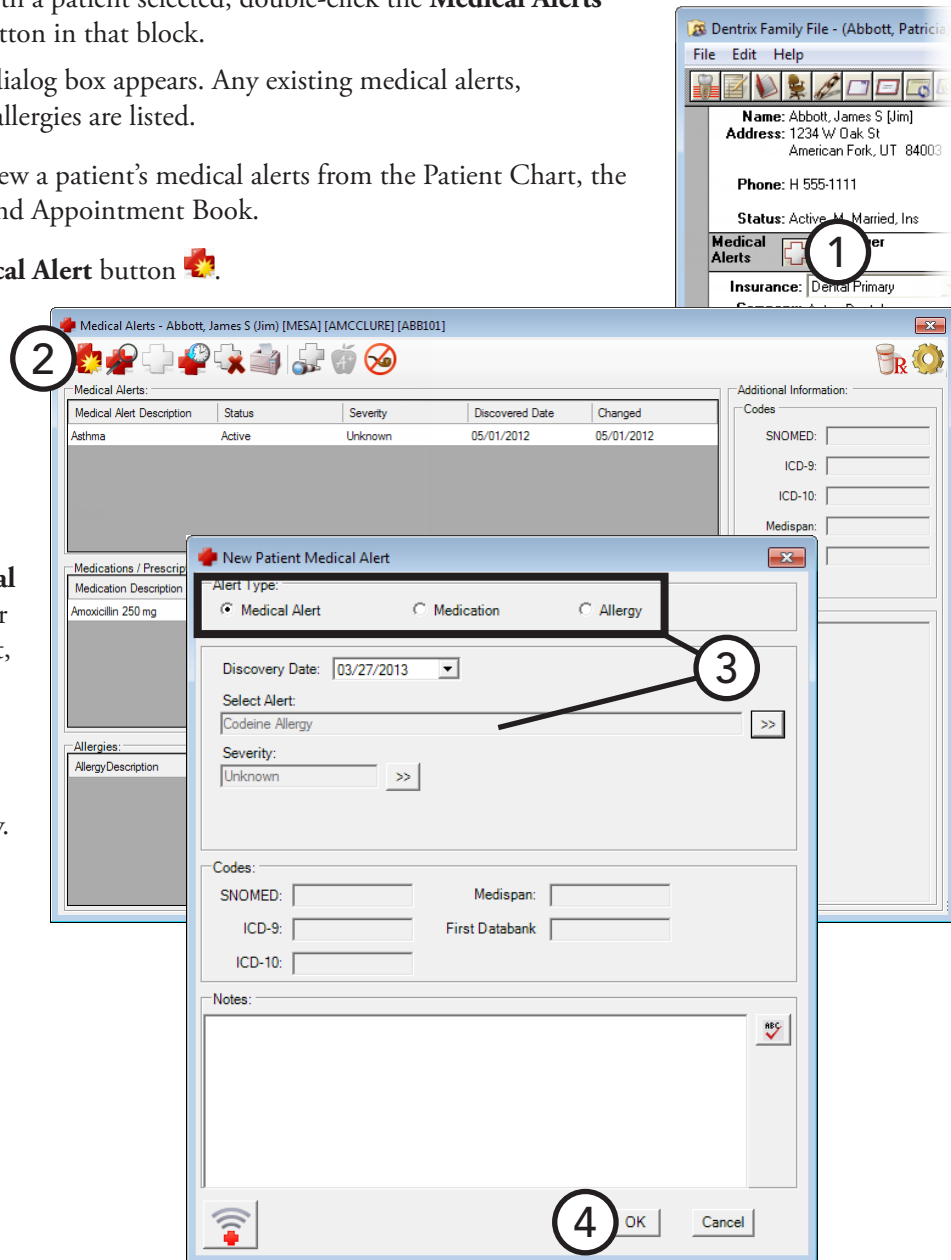 th a patient selected, double-click the Medical Alerts
tton in that block.
dialog box appears. Any existing medical alerts,
allergies are listed.
ew a patient's medical alerts from the Patient Chart, the
nd Appointment Book.
cal Alert button
Dentrix Family File - (Abbott, Patricia
File Edit Help
Name: Abbott, James S [Jim]
Address: 1234 W Oak St
American Fork, UT 84003
Phone: H 555-1111
Status: Active, M, Married, Ins
Medical
Alerts
1
Insurance: Dental Primary
2
Medical Alerts - Abbott, James S (Jim) [MESA] [AMCCLURE] [ABB101]
Medical Alerts:
Medical Alert Description Status Severity Discovered Date Changed
Asthma Active Unknown 05/01/2012 05/01/2012
Additional Information:
Codes
SNOMED:
ICD-9:
ICD-10:
Medispan:
al
r
t,
y.
Medications / Prescrip
Medication Description
Amoxicillin 250 mg
Allergies:
AllergyDescription
New Patient Medical Alert
Alert Type:
Medical Alert Medication Allergy
3
Discovery Date: 03/27/2013
Select Alert:
Codeine Allergy >>
Severity:
Unknown >>
Codes:
SNOMED: Medispan:
ICD-9: First Databank
ICD-10:
Notes:
ABC
4
OK Cancel